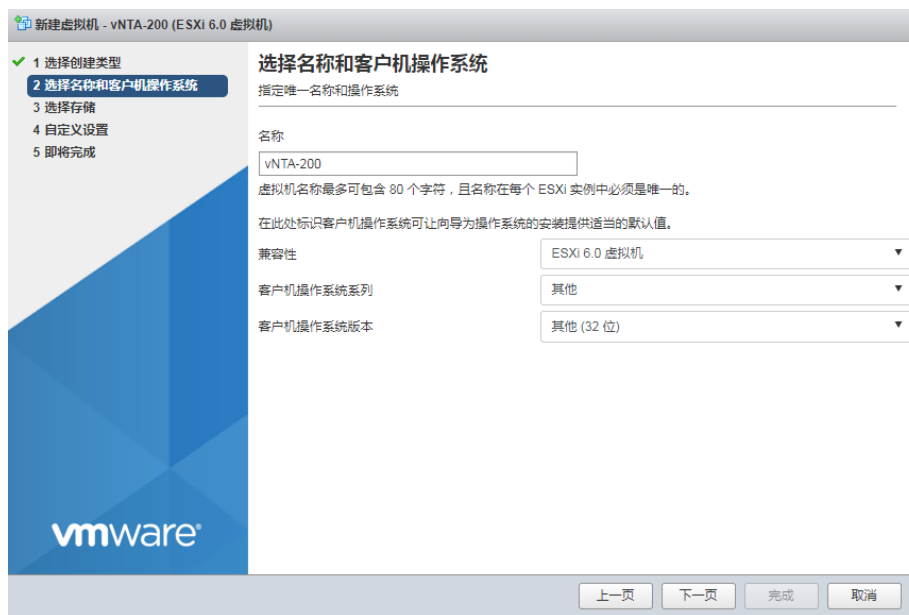 新建虚拟机 - vNTA-200 (ESXi 6.0 虚拟机)
1 选择创建类型
2 选择名称和客户机操作系统
3 选择存储
4 自定义设置
5 即将完成
选择名称和客户机操作系统
指定唯一名称和操作系统
名称
vNTA-200
虚拟机名称最多可包含 80 个字符，且名称在每个 ESXi 实例中必须是唯一的。
在此处标识客户机操作系统可让向导为操作系统的安装提供适当的默认值。
兼容性 ESXi 6.0 虚拟机
客户机操作系统系列 其他
客户机操作系统版本 其他 (32 位)
vmware
上一页 下一页 完成 取消